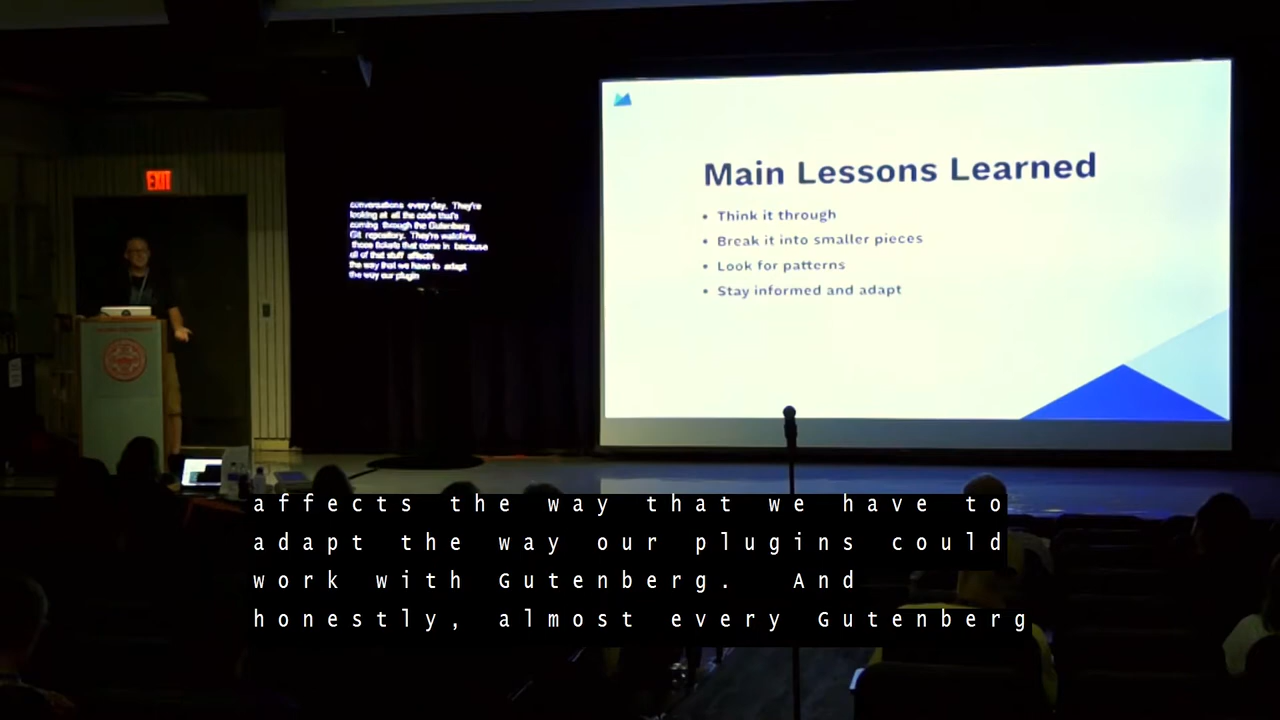 EXIT
conversations every day. They're
looking at all the code that's
coming through the Gutenberg
Git repository. They're watching
those tickets that come in because
all of that stuff affects
the way that we have to adapt
the way our plugin
Main Lessons Learned
• Think it through
• Break it into smaller pieces
• Look for patterns
• Stay informed and adapt
affects the way that we have to
adapt the way our plugins could
work with Gutenberg. And
honestly, almost every Gutenberg